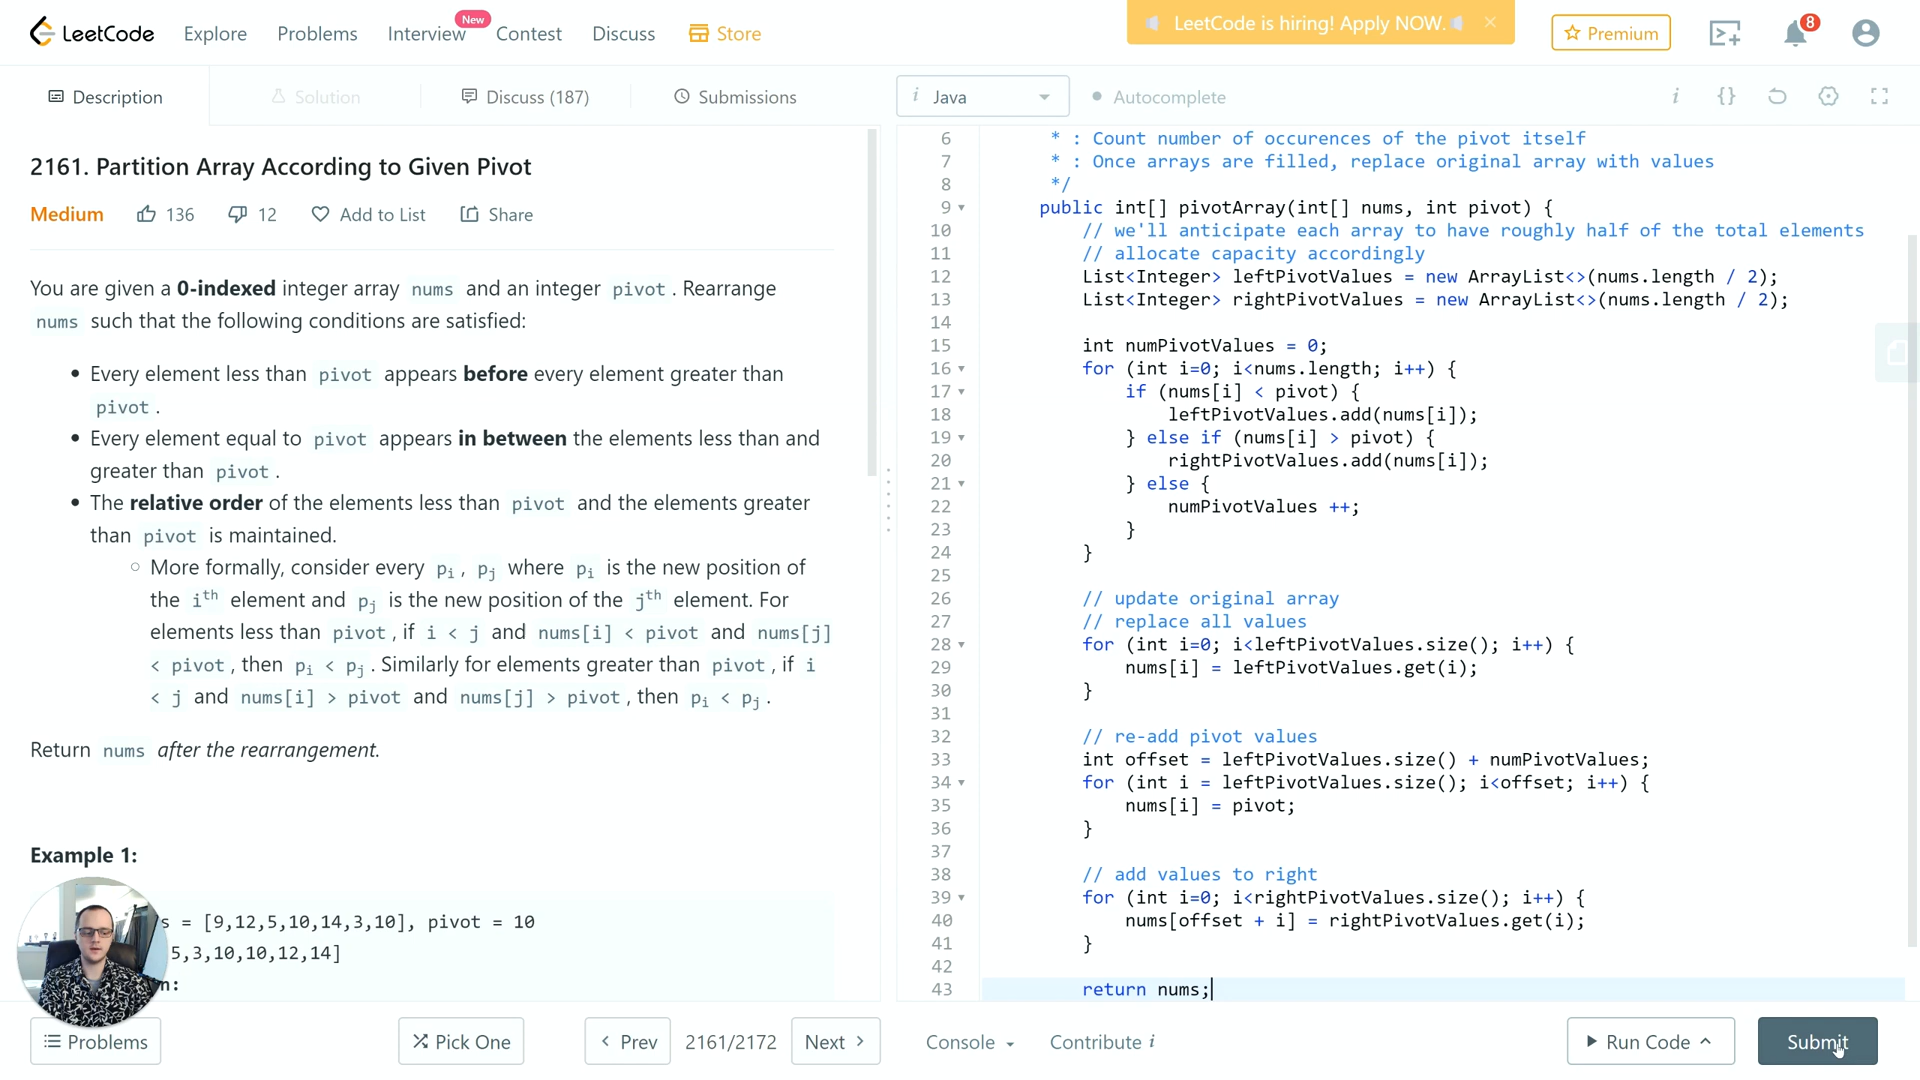 LeetCode
Explore
Problems
Interview
New
Contest
Discuss
Store
LeetCode is hiring! Apply NOW.
Premium
8
Description
Solution
Discuss (187)
Submissions
i Java
Autocomplete
i {}
2161. Partition Array According to Given Pivot
Medium 136 12 Add to List Share
You are given a 0-indexed integer array nums and an integer pivot. Rearrange
nums such that the following conditions are satisfied:
• Every element less than pivot appears before every element greater than
pivot.
• Every element equal to pivot appears in between the elements less than and
greater than pivot.
• The relative order of the elements less than pivot and the elements greater
than pivot is maintained.
○ More formally, consider every pi, pj where pi is the new position of
the ith element and pj is the new position of the jth element. For
elements less than pivot, if i < j and nums[i] < pivot and nums[j]
< pivot, then pi < pj. Similarly for elements greater than pivot, if i
< j and nums[i] > pivot and nums[j] > pivot, then pi < pj.
Return nums after the rearrangement.
Example 1:
s = [9,12,5,10,14,3,10], pivot = 10
5,3,10,10,12,14]
n:
6 * : Count number of occurences of the pivot itself
7 * : Once arrays are filled, replace original array with values
8 */
9 public int[] pivotArray(int[] nums, int pivot) {
10 // we'll anticipate each array to have roughly half of the total elements
11 // allocate capacity accordingly
12 List<Integer> leftPivotValues = new ArrayList<>(nums.length / 2);
13 List<Integer> rightPivotValues = new ArrayList<>(nums.length / 2);
14
15 int numPivotValues = 0;
16 for (int i=0; i<nums.length; i++) {
17 if (nums[i] < pivot) {
18 leftPivotValues.add(nums[i]);
19 } else if (nums[i] > pivot) {
20 rightPivotValues.add(nums[i]);
21 } else {
22 numPivotValues ++;
23 }
24 }
25
26 // update original array
27 // replace all values
28 for (int i=0; i<leftPivotValues.size(); i++) {
29 nums[i] = leftPivotValues.get(i);
30 }
31
32 // re-add pivot values
33 int offset = leftPivotValues.size() + numPivotValues;
34 for (int i = leftPivotValues.size(); i<offset; i++) {
35 nums[i] = pivot;
36 }
37
38 // add values to right
39 for (int i=0; i<rightPivotValues.size(); i++) {
40 nums[offset + i] = rightPivotValues.get(i);
41 }
42
43 return nums;
Problems
Pick One
< Prev
2161/2172
Next >
Console
Contribute i
Run Code
Submit